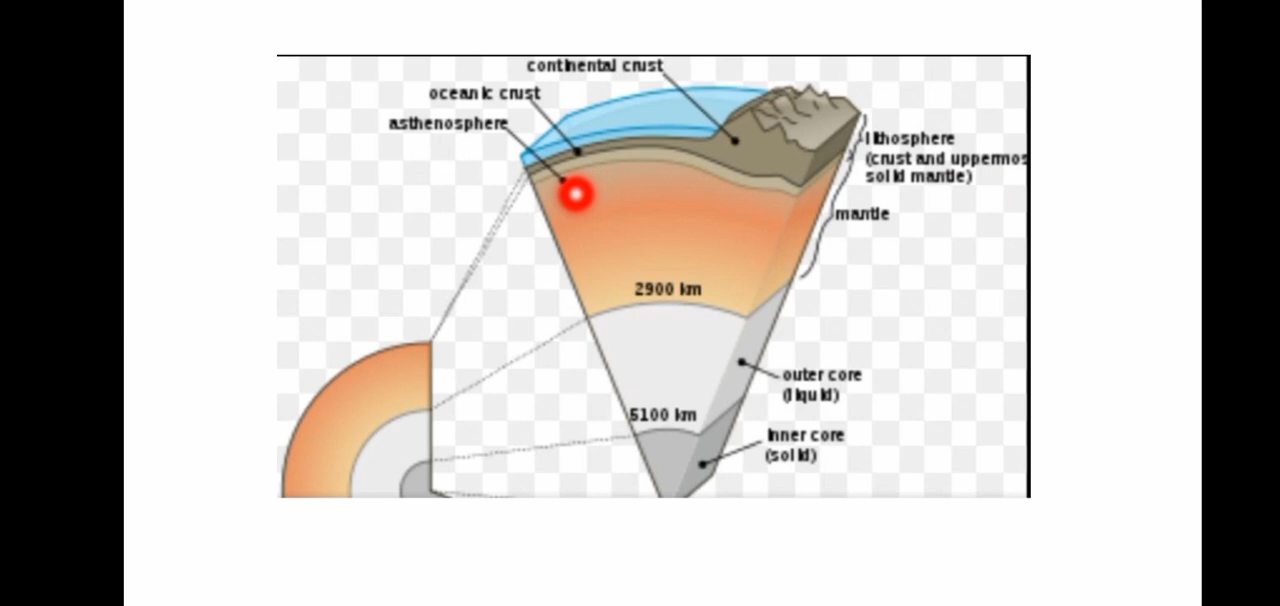 continental crust
oceanic crust
asthenosphere
lithosphere
(crust and uppermos
solid mantle)
mantle
2900 km
outer core
(liquid)
5100 km
inner core
(solid)